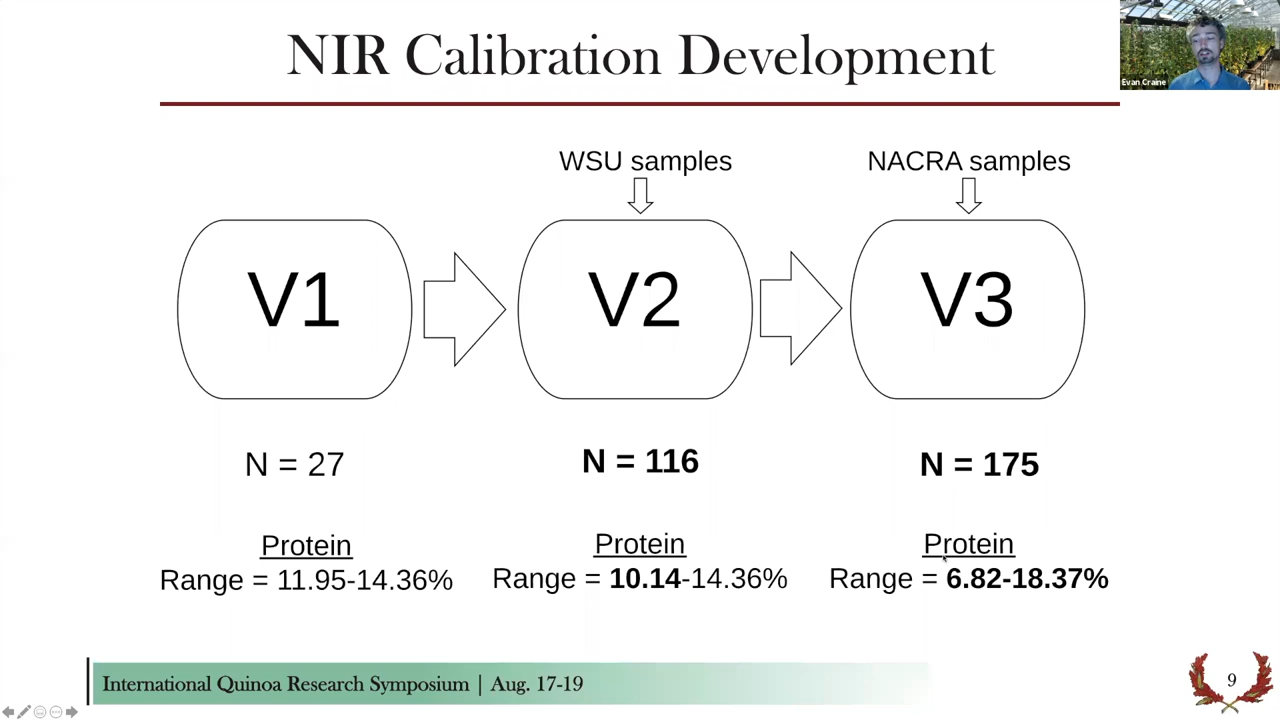 NIR Calibration Development
Evan Craine
WSU samples
NACRA samples
V1
V2
V3
N = 27
N = 116
N = 175
Protein
Range = 11.95-14.36%
Protein
Range = 10.14-14.36%
Protein
Range = 6.82-18.37%
International Quinoa Research Symposium | Aug. 17-19
9